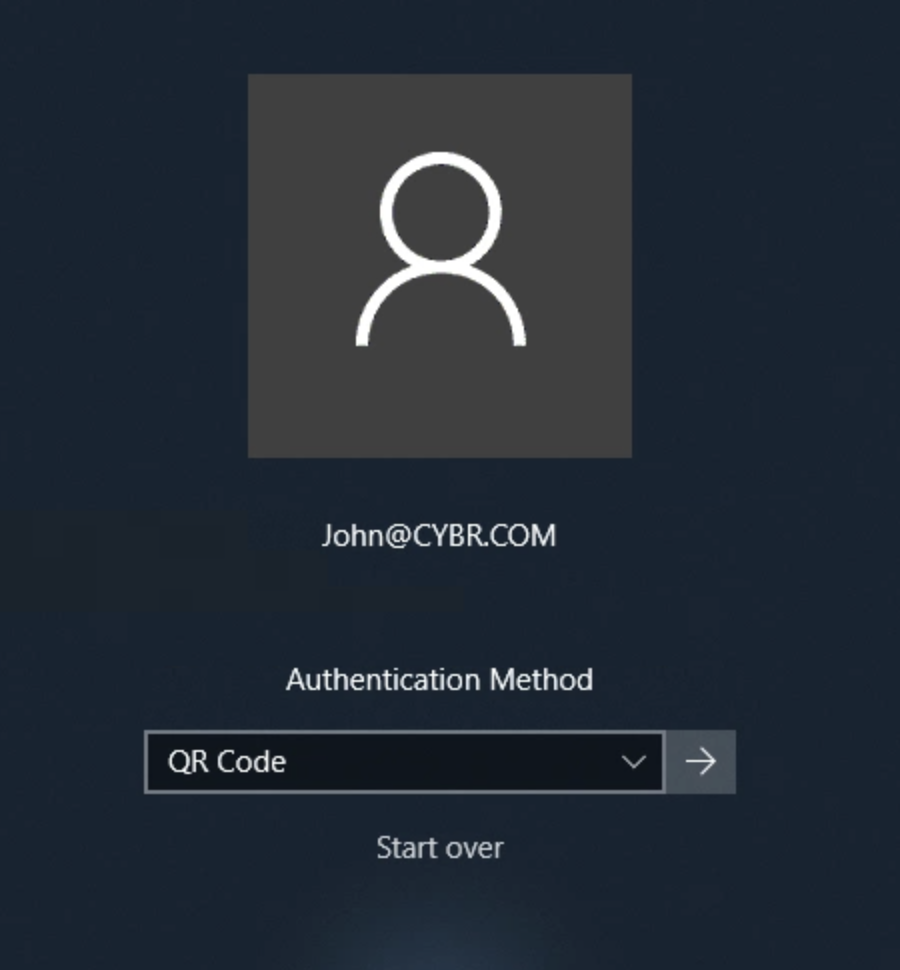 John@CYBR.COM
Authentication Method
QR Code
Start over